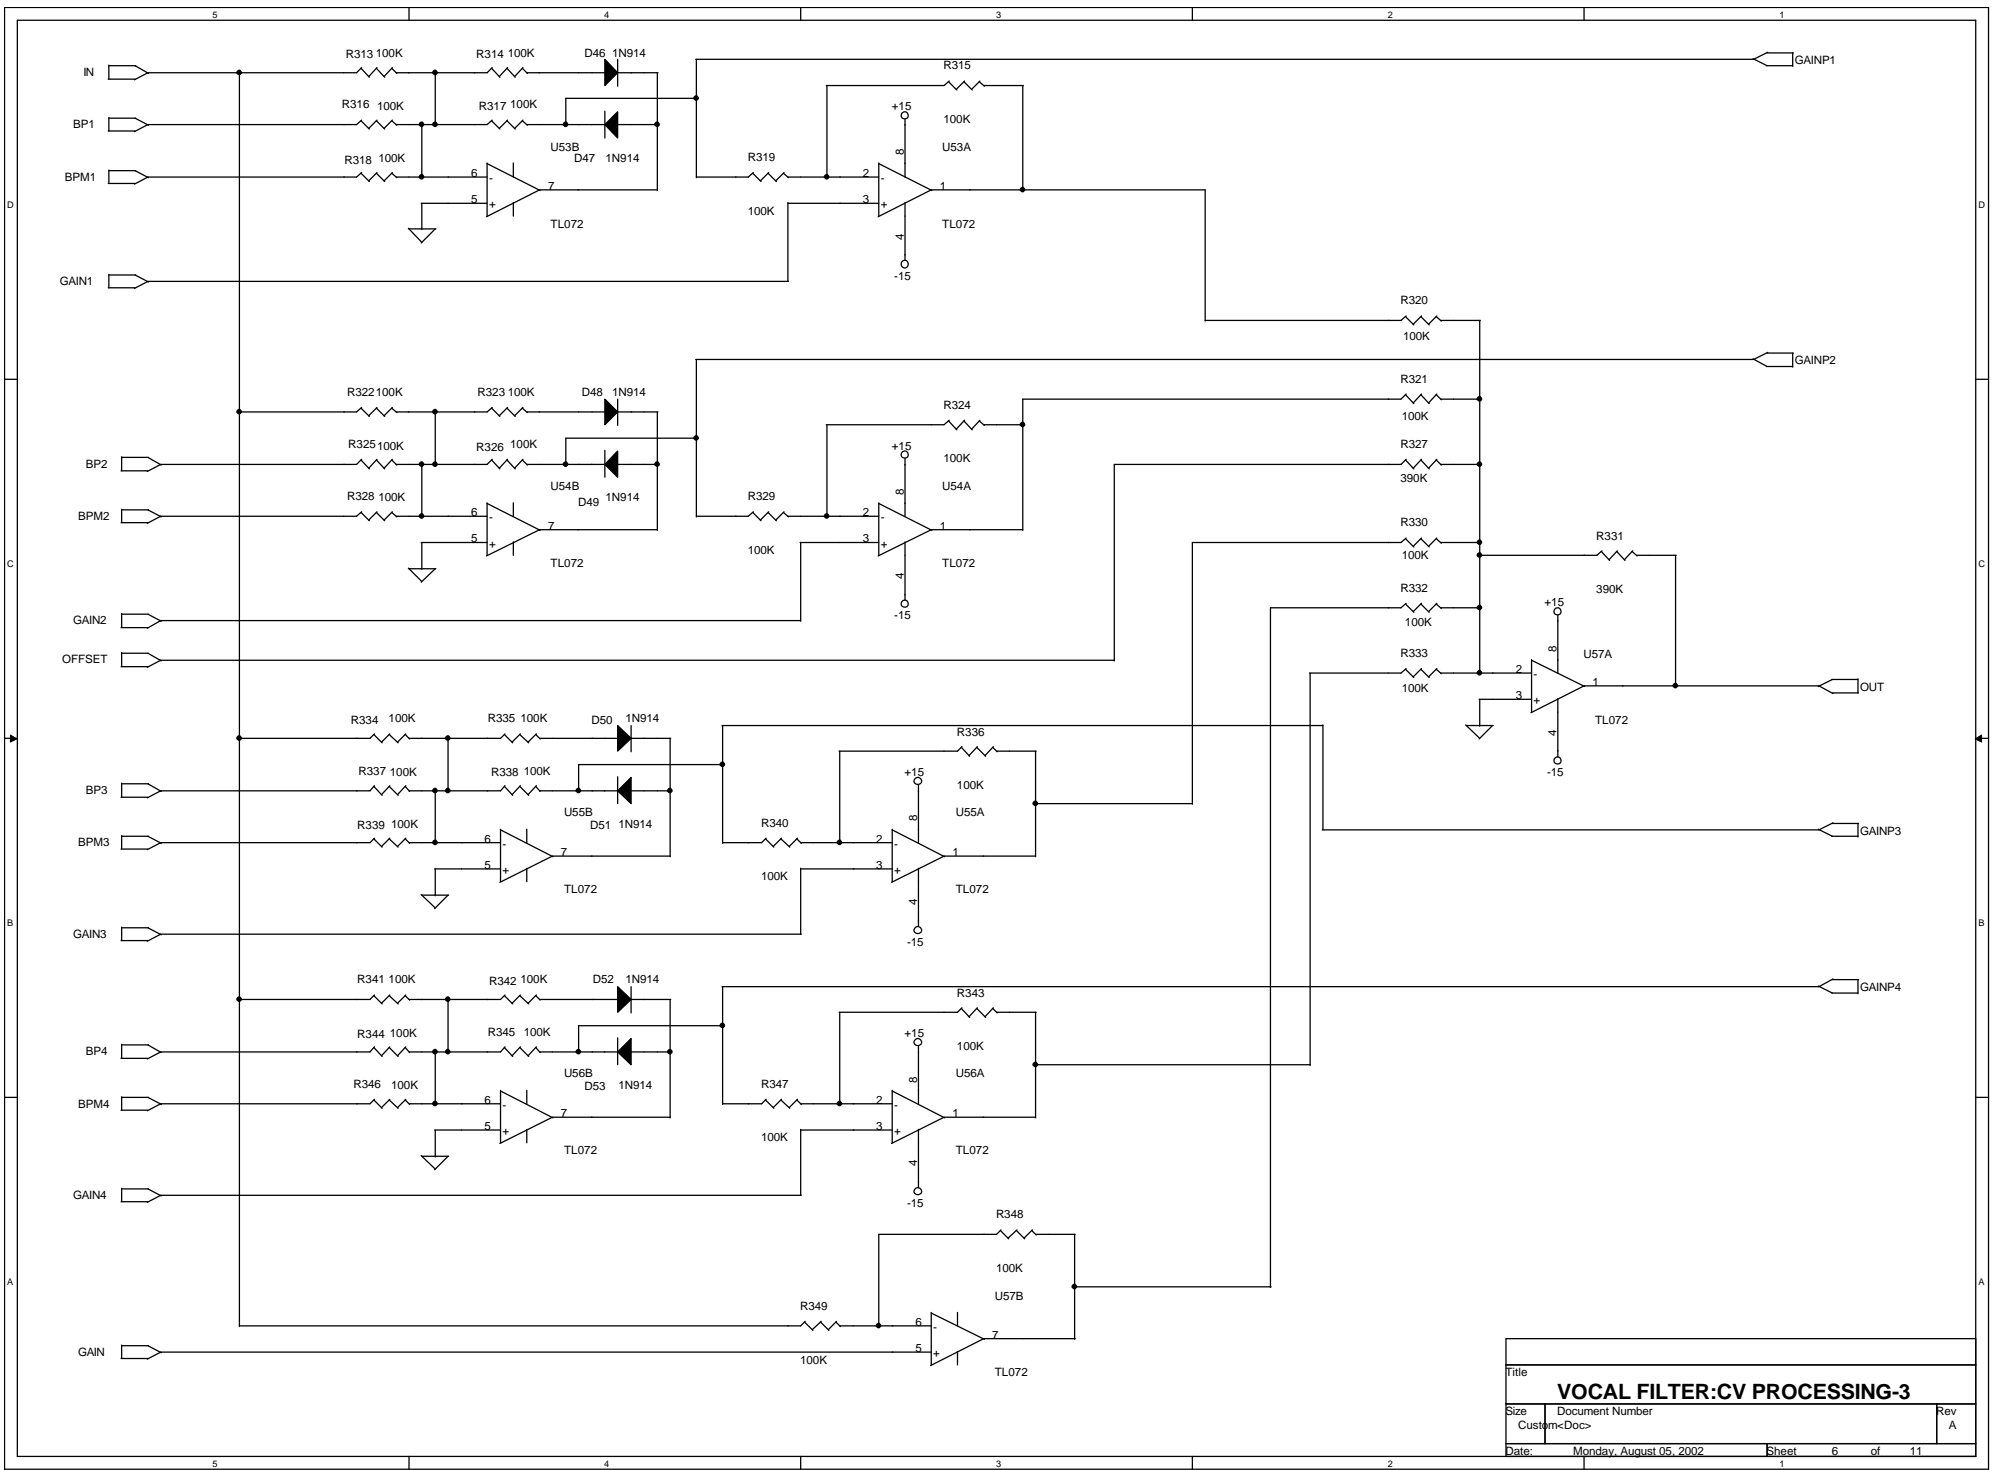 5 4 3 2 1
R313 100K R314 100K D46 1N914
IN
R315
GAINP1
R316 100K R317 100K
+15
100K
BP1
U53B
D47 1N914
8
U53A
R318 100K
R319
BPM1
6 - 7
2 - 1
5 +
3 +
100K
TL072
4
TL072
D D
-15
GAIN1
R320
100K
GAINP2
R322 100K R323 100K D48 1N914
R324
R321
100K
R325 100K R326 100K
+15
100K
R327
BP2
U54B
D49 1N914
8
U54A
390K
R328 100K
R329
BPM2
6 - 7
2 - 1
5 +
3 +
R330
100K
100K
TL072
4
TL072
R331
C C
390K
-15
R332
+15
100K
GAIN2
8
U57A
OFFSET
R333
2 - 1
100K
3 +
OUT
TL072
4
-15
R334 100K R335 100K D50 1N914
R336
R337 100K R338 100K
+15
100K
BP3
U55B
D51 1N914
8
U55A
R339 100K
R340
GAINP3
BPM3
6 - 7
2 - 1
5 +
3 +
100K
TL072
4
TL072
B B
GAIN3
-15
R341 100K R342 100K D52 1N914
R343
GAINP4
R344 100K R345 100K
+15
100K
BP4
U56B
D53 1N914
8
U56A
R346 100K
R347
BPM4
6 - 7
2 - 1
5 +
3 +
100K
TL072
4
TL072
GAIN4
-15
R348
100K
A A
U57B
R349
6 - 7
GAIN
5 +
100K
TL072
Title
VOCAL FILTER:CV PROCESSING-3
Size Document Number Rev
Custom <Doc> A
Date: Monday, August 05, 2002 Sheet 6 of 11
5 4 3 2 1